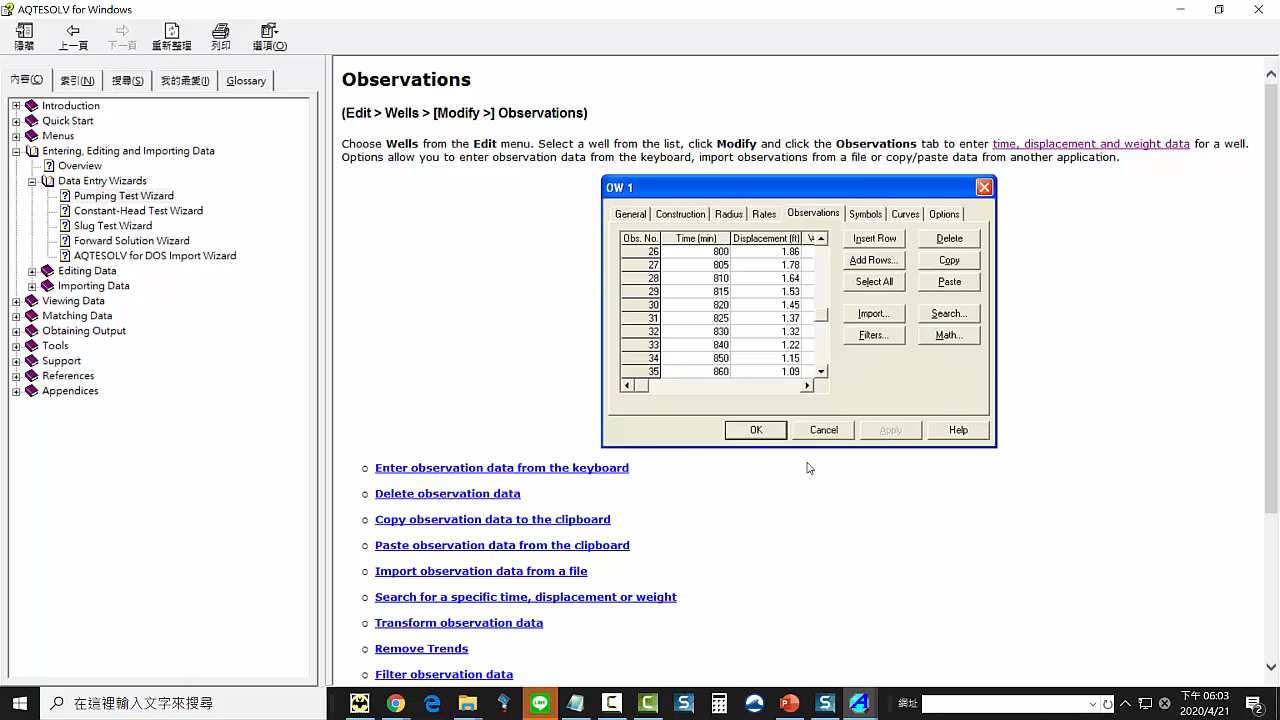 AQTESOLV for Windows
隱藏 上一頁 下一頁 重新整理 列印 選項(O)
內容(C) 索引(N) 搜尋(S) 我的最愛(I) Glossary
Introduction
Quick Start
Menus
Entering, Editing and Importing Data
Overview
Data Entry Wizards
Pumping Test Wizard
Constant-Head Test Wizard
Slug Test Wizard
Forward Solution Wizard
AQTESOLV for DOS Import Wizard
Editing Data
Importing Data
Viewing Data
Matching Data
Obtaining Output
Tools
Support
References
Appendices
Observations
(Edit > Wells > [Modify >] Observations)
Choose Wells from the Edit menu. Select a well from the list, click Modify and click the Observations tab to enter time, displacement and weight data for a well.
Options allow you to enter observation data from the keyboard, importobservations from a file or copy/paste data from another application.
OW 1
General Construction Radius Rates Observations Symbols Curves Options
Obs. No. Time (min) Displacement (ft)
26 800 1.86
27 805 1.78
28 810 1.64
29 815 1.53
30 820 1.45
31 825 1.37
32 830 1.32
33 840 1.22
34 850 1.15
35 860 1.09
Insert Row Delete
Add Rows... Copy
Select All Paste
Import... Search...
Filters... Math...
OK Cancel Apply Help
Enter observation data from the keyboard
Delete observation data
Copy observation data to the clipboard
Paste observation data from the clipboard
Import observation data from a file
Search for a specific time, displacement or weight
Transform observation data
Remove Trends
Filter observation data
在這裡輸入文字來搜尋
網址
下午 06:03
2020/4/21
2